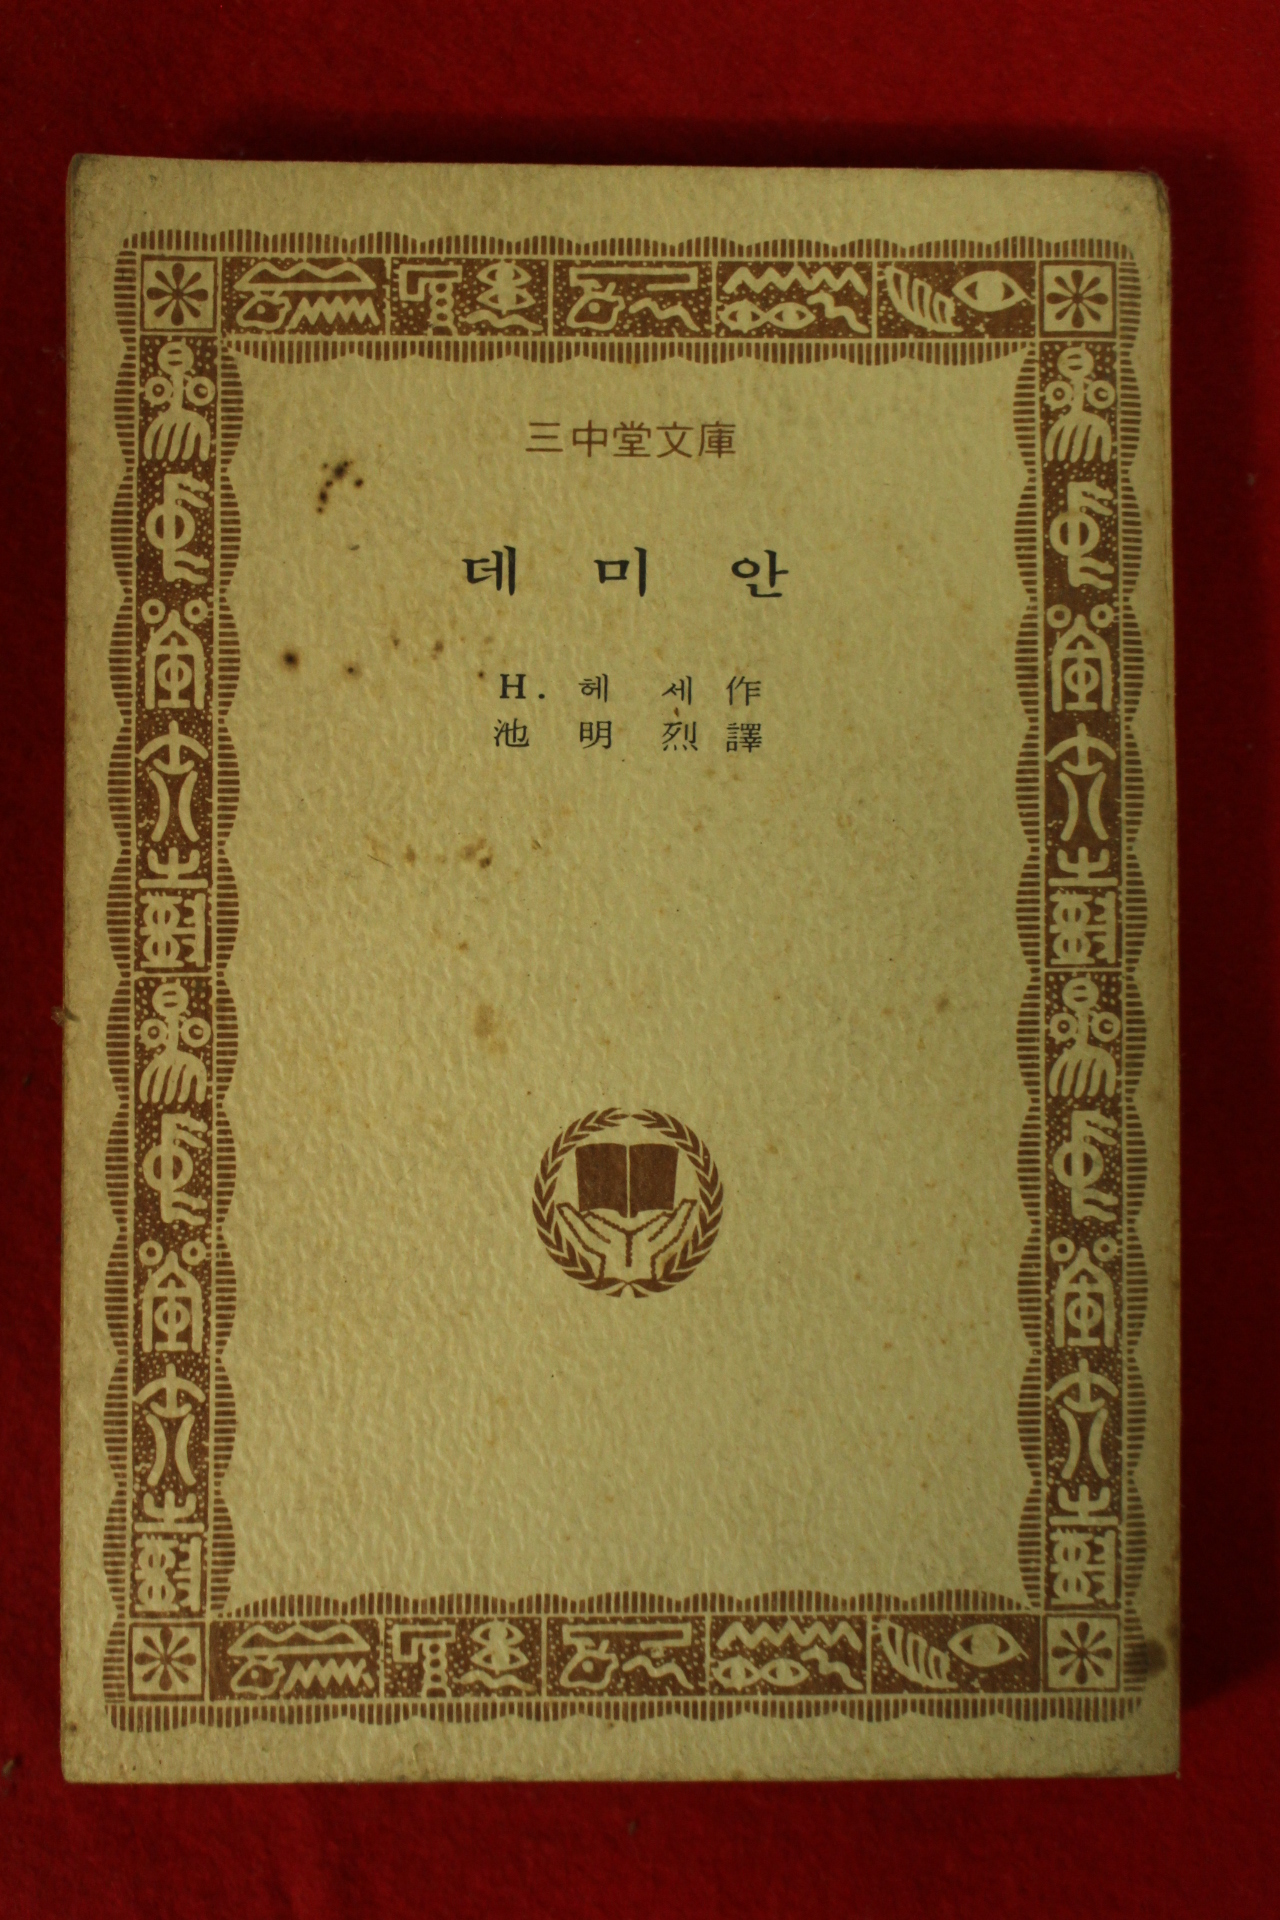 三中堂文庫
데 미 안
H. 헤 세 作
池 明 烈 譯